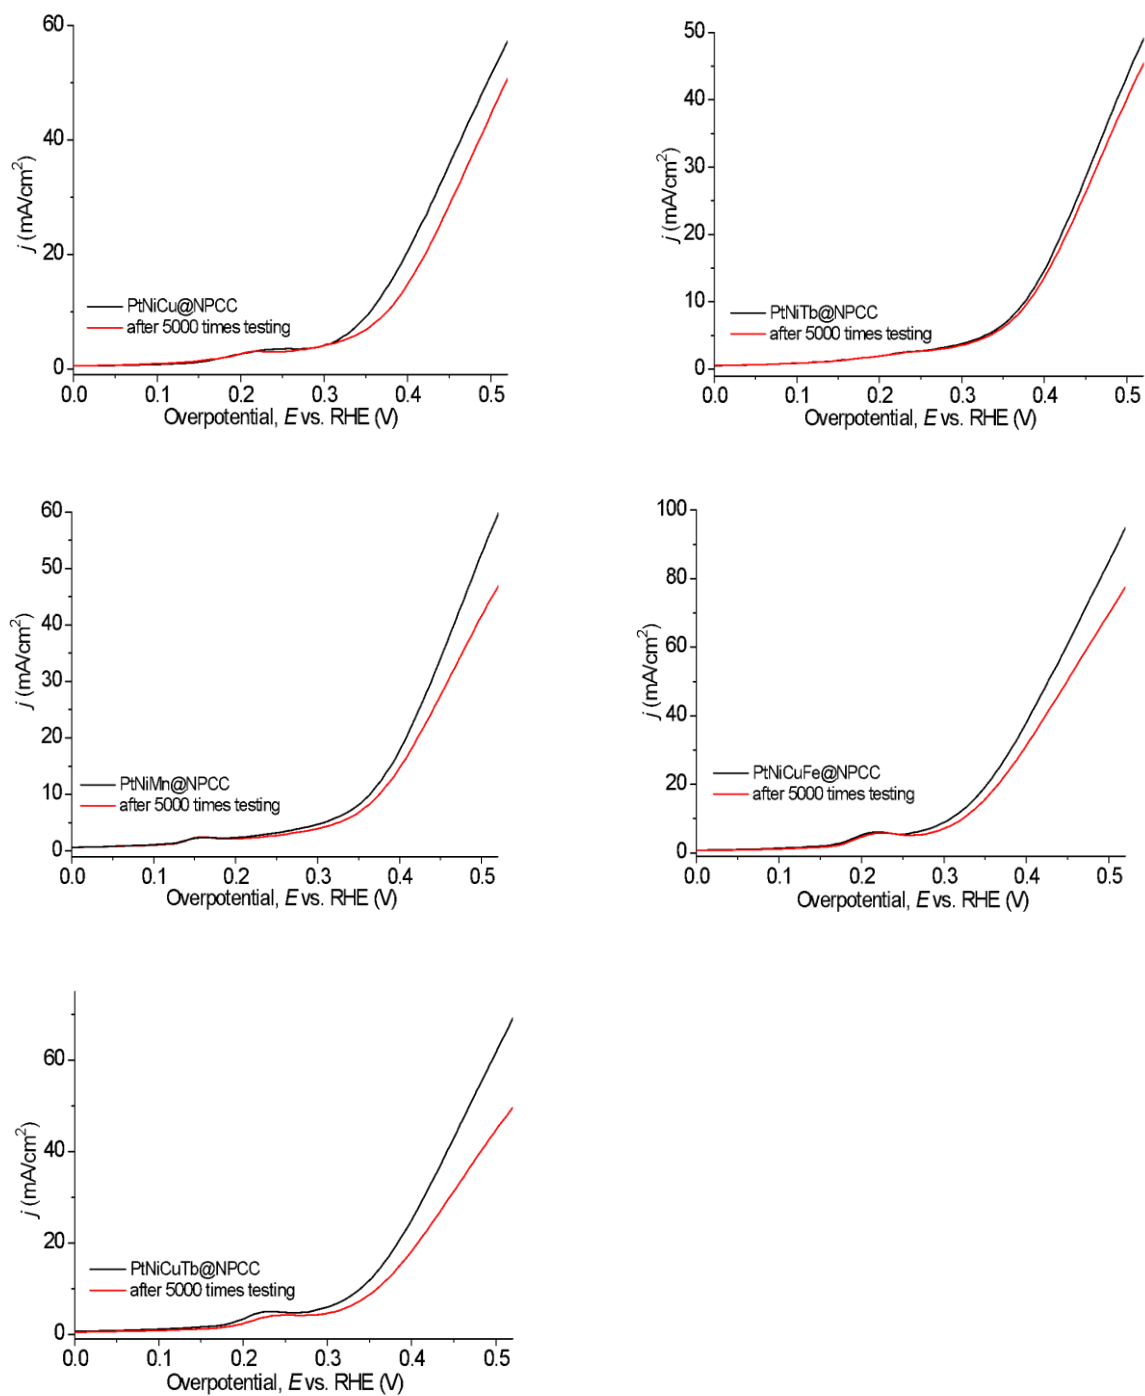 60
40
20
0
j (mA/cm²)
PtNiCu@NPCC
after 5000 times testing
0.0 0.1 0.2 0.3 0.4 0.5
Overpotential, E vs. RHE (V)
50
40
30
20
10
0
j (mA/cm²)
PtNiTb@NPCC
after 5000 times testing
0.0 0.1 0.2 0.3 0.4 0.5
Overpotential, E vs. RHE (V)
60
50
40
30
20
10
0
j (mA/cm²)
PtNiMn@NPCC
after 5000 times testing
0.0 0.1 0.2 0.3 0.4 0.5
Overpotential, E vs. RHE (V)
100
80
60
40
20
0
j (mA/cm²)
PtNiCuFe@NPCC
after 5000 times testing
0.0 0.1 0.2 0.3 0.4 0.5
Overpotential, E vs. RHE (V)
60
40
20
0
j (mA/cm²)
PtNiCuTb@NPCC
after 5000 times testing
0.0 0.1 0.2 0.3 0.4 0.5
Overpotential, E vs. RHE (V)